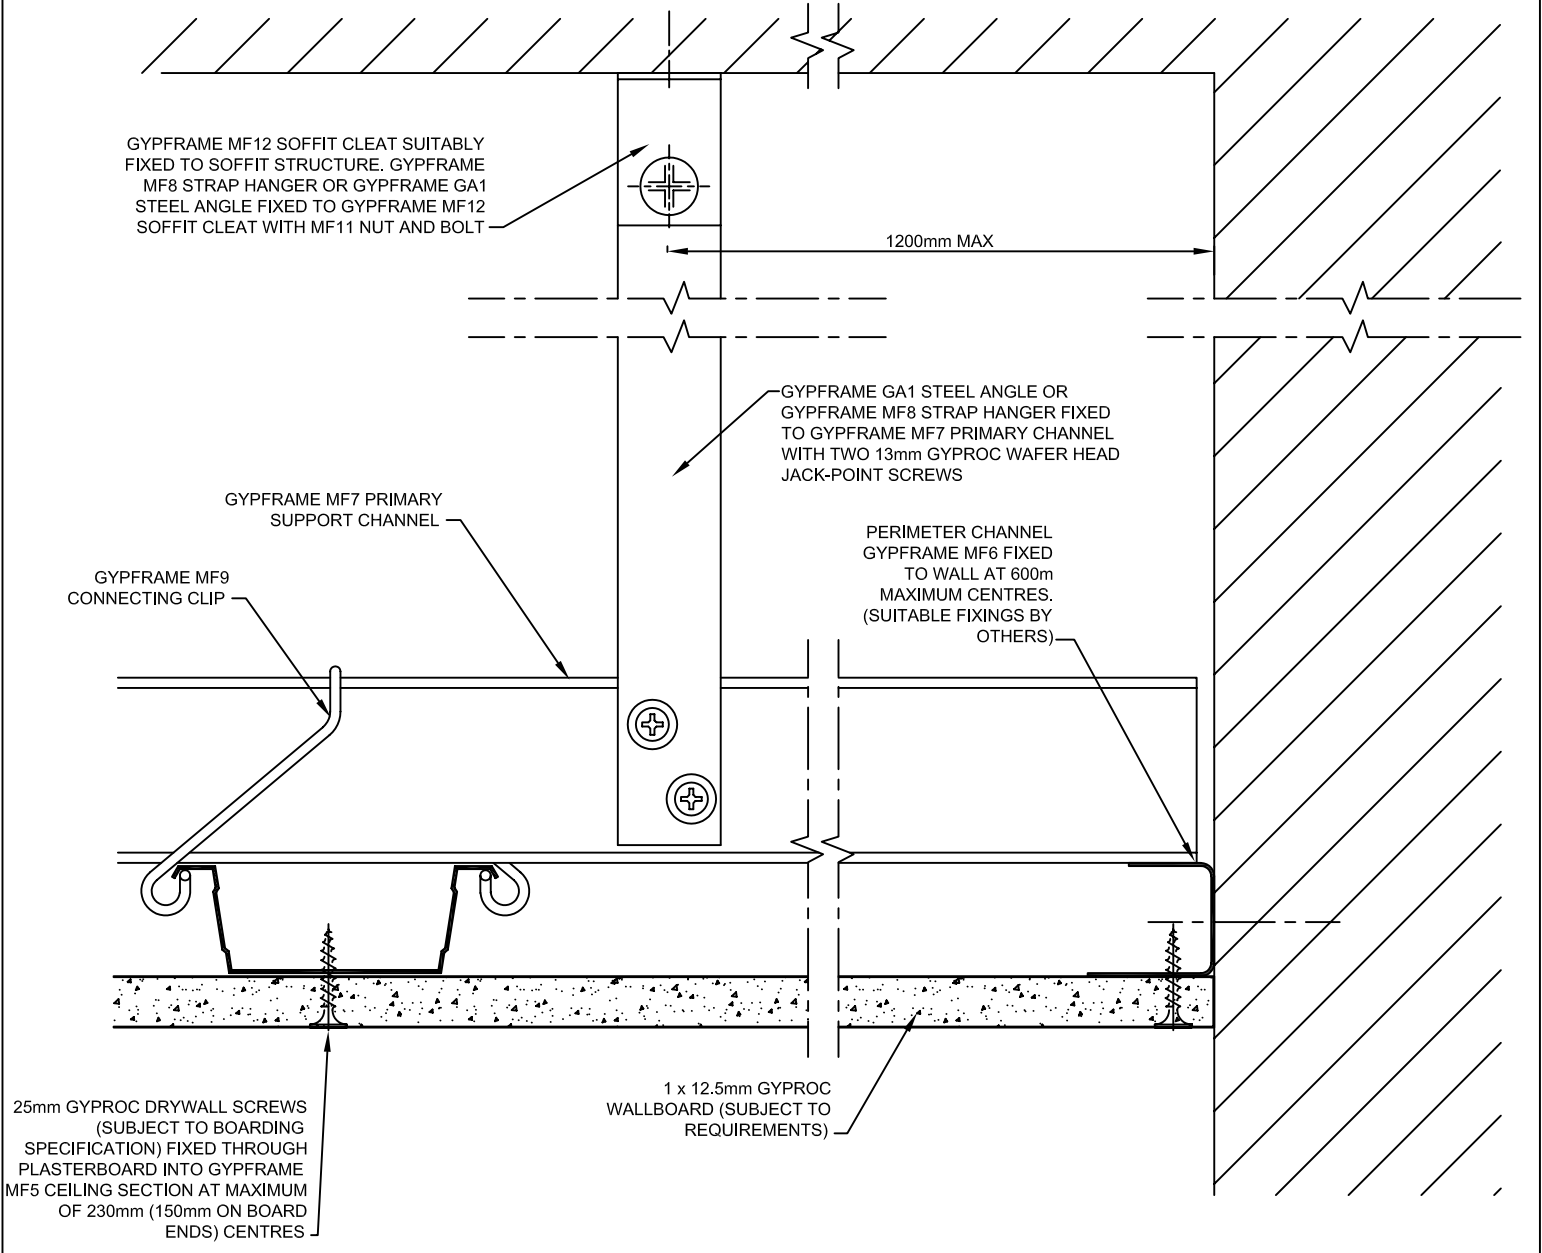 GYPFRAME MF12 SOFFIT CLEAT SUITABLY
FIXED TO SOFFIT STRUCTURE. GYPFRAME
MF8 STRAP HANGER OR GYPFRAME GA1
STEEL ANGLE FIXED TO GYPFRAME MF12
SOFFIT CLEAT WITH MF11 NUT AND BOLT
1200mm MAX
GYPFRAME GA1 STEEL ANGLE OR
GYPFRAME MF8 STRAP HANGER FIXED
TO GYPFRAME MF7 PRIMARY CHANNEL
WITH TWO 13mm GYPROC WAFER HEAD
JACK-POINT SCREWS
GYPFRAME MF7 PRIMARY
SUPPORT CHANNEL
PERIMETER CHANNEL
GYPFRAME MF6 FIXED
TO WALL AT 600m
MAXIMUM CENTRES.
(SUITABLE FIXINGS BY
OTHERS)
GYPFRAME MF9
CONNECTING CLIP
1 x 12.5mm GYPROC
WALLBOARD (SUBJECT TO
REQUIREMENTS)
25mm GYPROC DRYWALL SCREWS
(SUBJECT TO BOARDING
SPECIFICATION) FIXED THROUGH
PLASTERBOARD INTO GYPFRAME
MF5 CEILING SECTION AT MAXIMUM
OF 230mm (150mm ON BOARD
ENDS) CENTRES